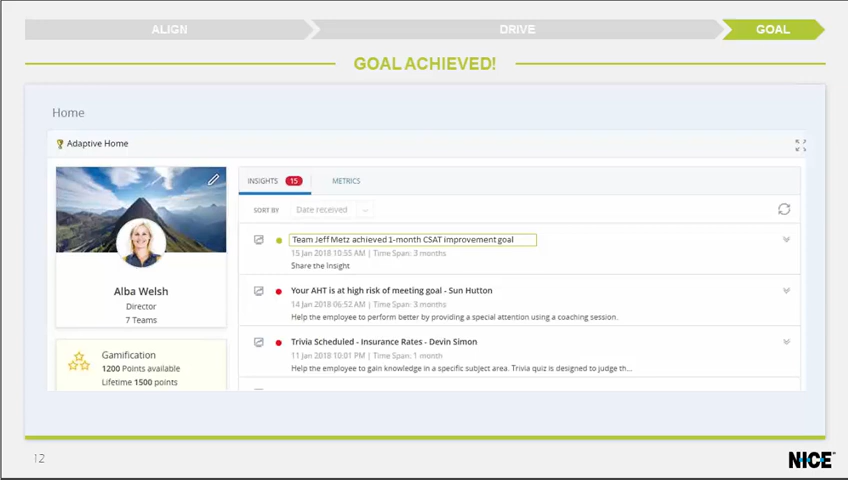 ALIGN
DRIVE
GOAL
GOAL ACHIEVED!
Home
Adaptive Home
Alba Welsh
Director
7 Teams
Gamification
1200 Points available
Lifetime 1500 points
INSIGHTS 15 METRICS
SORT BY Date received
Team Jeff Metz achieved 1-month CSAT improvement goal
15 Jan 2018 10:55 AM | Time Span: 3 months
Share the Insight
Your AHT is at high risk of meeting goal - Sun Hutton
14 Jan 2018 06:52 AM | Time Span: 3 months
Help the employee to perform better by providing a special attention using a coaching session.
Trivia Scheduled - Insurance Rates - Devin Simon
11 Jan 2018 10:01 PM | Time Span: 1 month
Help the employee to gain knowledge in a specific subject area. Trivia quiz is designed to judge th...
12
NICE